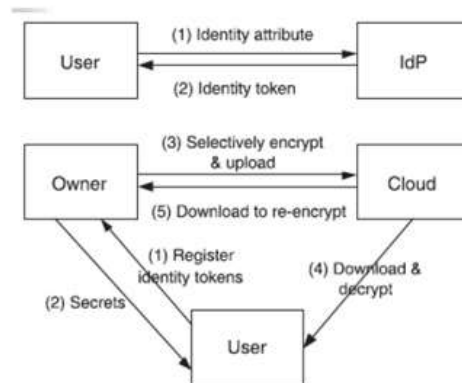 (1) Identity attribute
User
IdP
(2) Identity token
(3) Selectively encrypt
& upload
Owner
Cloud
(5) Download to re-encrypt
(1) Register
identity tokens
(4) Download &
decrypt
(2) Secrets
User